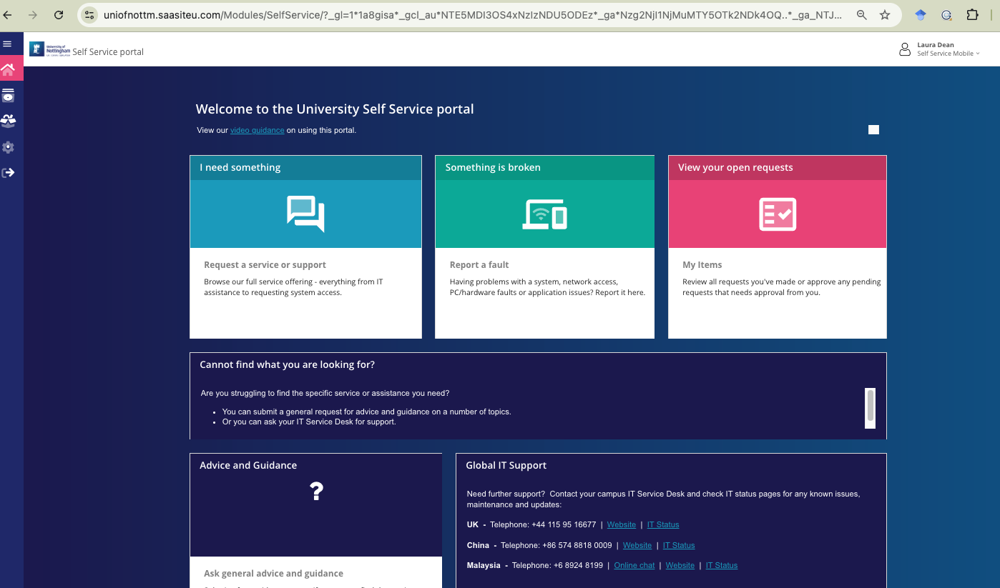 uniofnottm.saasiteu.com/Modules/SelfService/?_gl=1*1a8gisa*_gcl_au*NTE5MDI3OS4xNzIzNDU5ODEz*_ga*Nzg2NjI1NjMuMTY5OTk2NDk4OQ..*_ga_NTJ...
University of
Nottingham
Self Service portal
Laura Dean
Self Service Mobile
Welcome to the University Self Service portal
View our video guidance on using this portal.
I need something
Something is broken
View your open requests
Request a service or support
Browse our full service offering - everything from IT
assistance to requesting system access.
Report a fault
Having problems with a system, network access,
PC/hardware faults or application issues? Report it here.
My Items
Review all requests you've made or approve any pending
requests that needs approval from you.
Cannot find what you are looking for?
Are you struggling to find the specific service or assistance you need?
• You can submit a general request for advice and guidance on a number of topics.
• Or you can ask your IT Service Desk for support.
Advice and Guidance
?
Ask general advice and guidance
Global IT Support
Need further support?  Contact your campus IT Service Desk and check IT status pages for any known issues,
maintenance and updates:
UK - Telephone: +44 115 95 16677 | Website | IT Status
China - Telephone: +86 574 8818 0009 | Website | IT Status
Malaysia - Telephone: +6 8924 8199 | Online chat | Website | IT Status